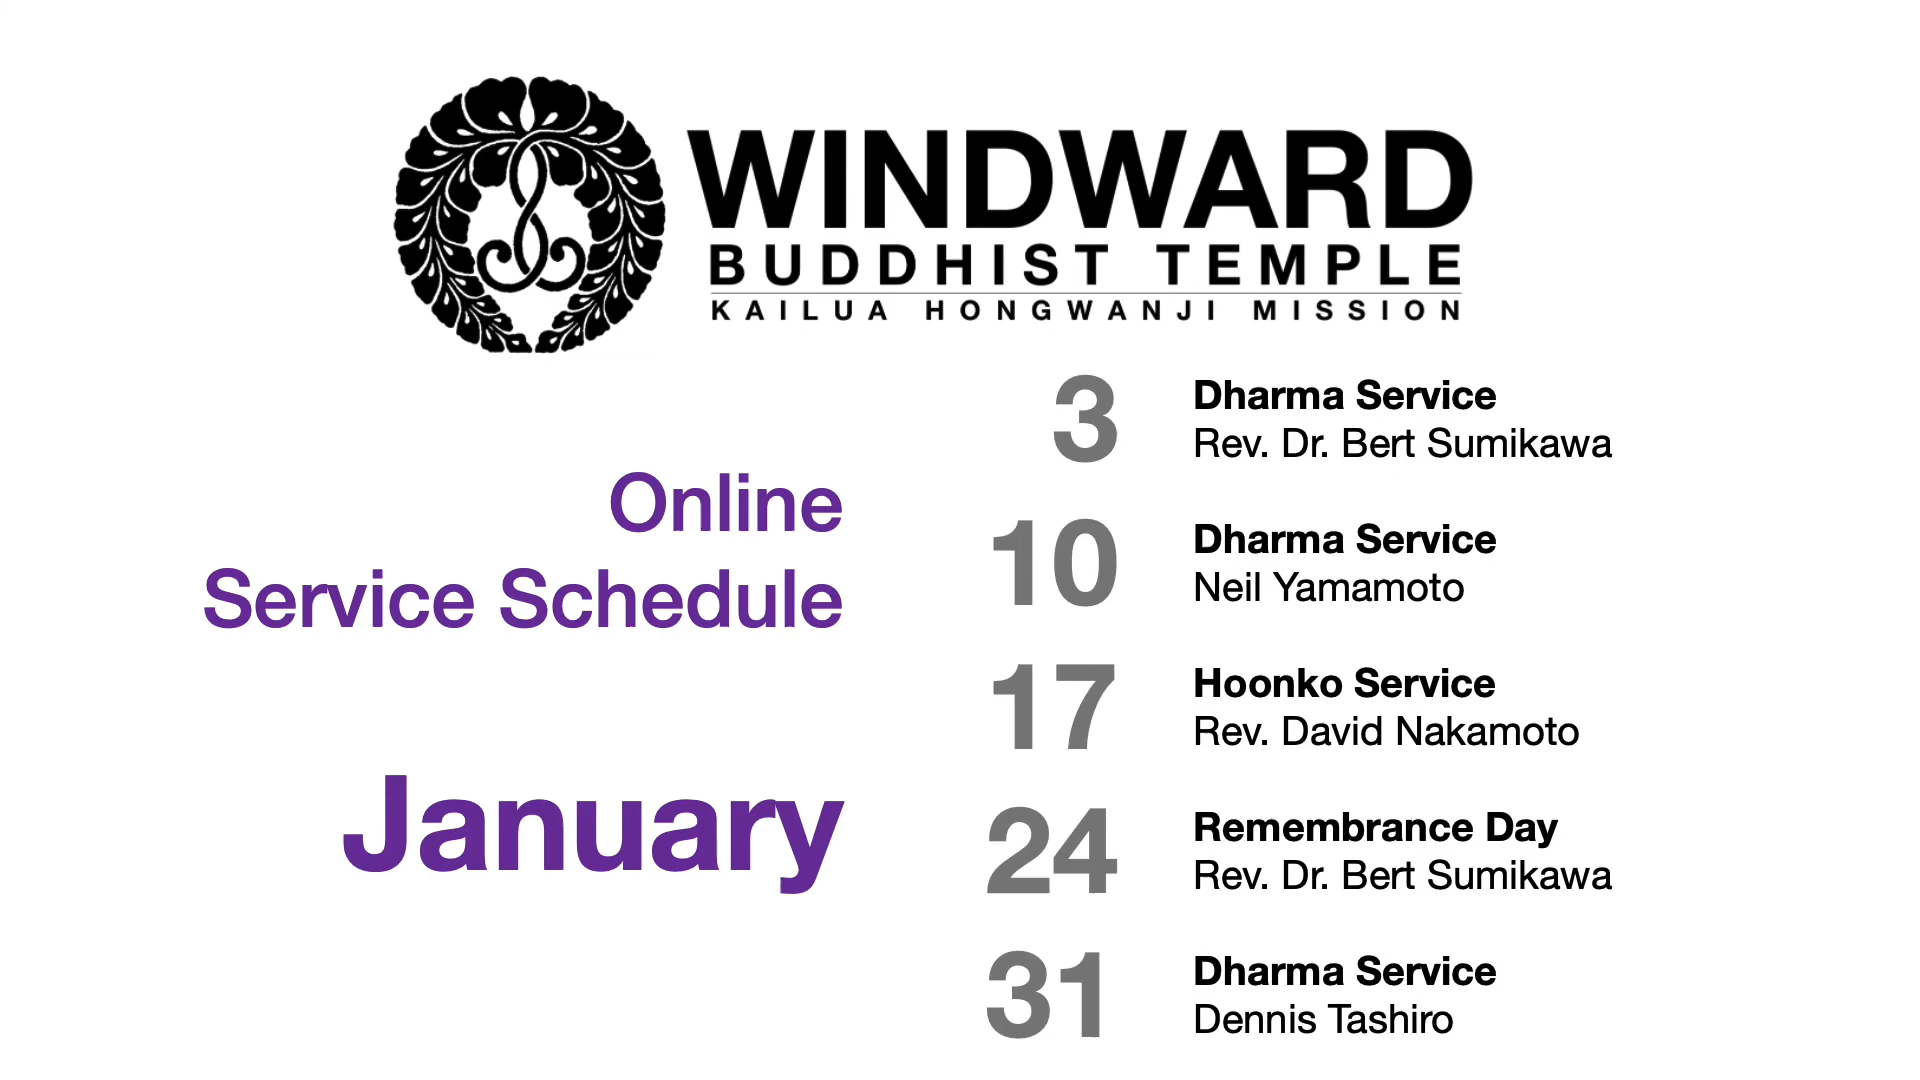 WINDWARD
BUDDHIST TEMPLE
KAILUA HONGWANJI MISSION
Online
Service Schedule
January
3
Dharma Service
Rev. Dr. Bert Sumikawa
10
Dharma Service
Neil Yamamoto
17
Hoonko Service
Rev. David Nakamoto
24
Remembrance Day
Rev. Dr. Bert Sumikawa
31
Dharma Service
Dennis Tashiro